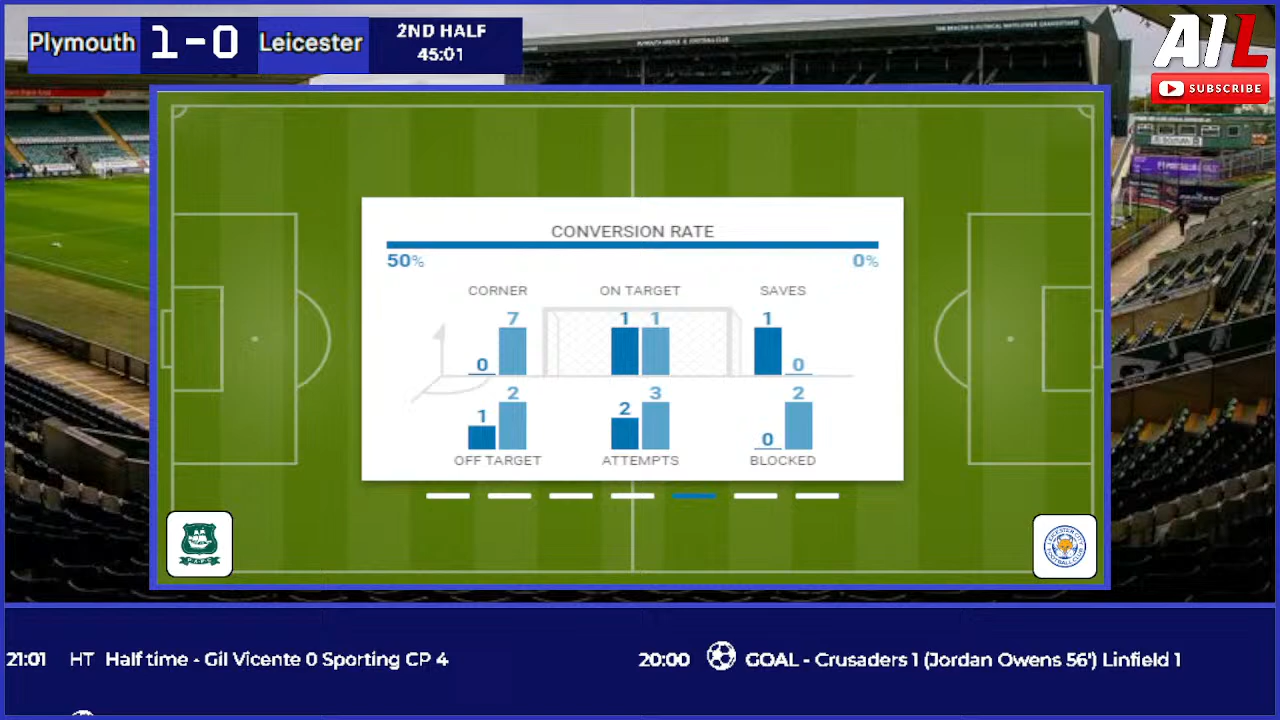 Plymouth 1-0 Leicester
2ND HALF
45:01
AIL
SUBSCRIBE
CONVERSION RATE
50% 0%
CORNER ON TARGET SAVES
0 7 1 1 1 0
1 2 2 3 0 2
OFF TARGET ATTEMPTS BLOCKED
21:01 HT Half time - Gil Vicente 0 Sporting CP 4
20:00 GOAL - Crusaders 1 (Jordan Owens 56') Linfield 1